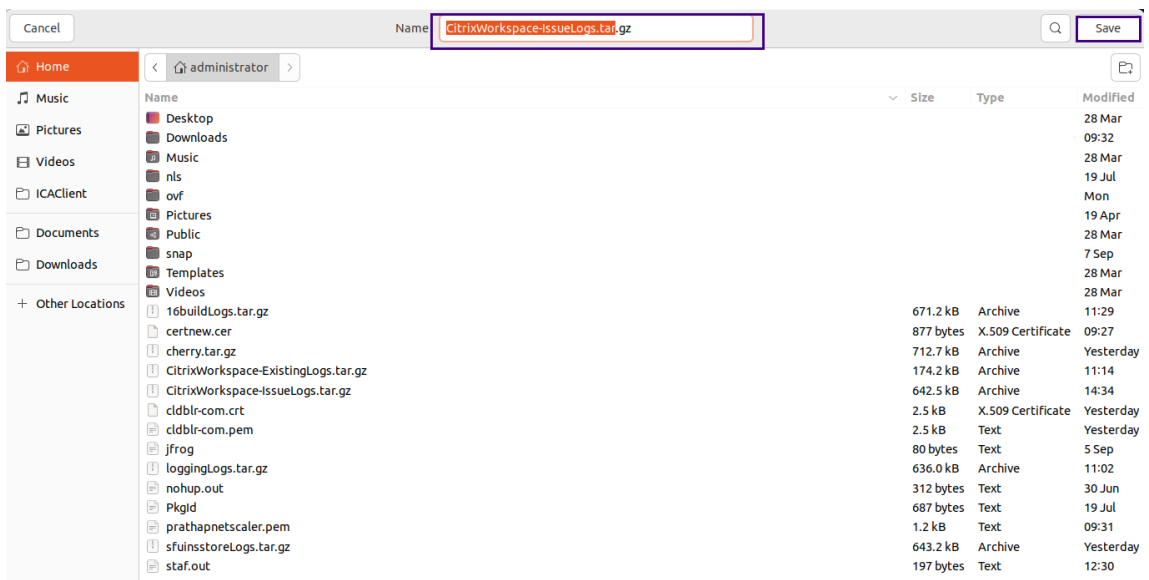 Cancel Name CitrixWorkspace-IssueLogs.tar.gz Save
Home administrator
Music Name Size Type Modified
Desktop 28 Mar
Pictures Downloads 09:32
Videos Music 28 Mar
nls 19 Jul
ICAClient ovf Mon
Pictures 19 Apr
Documents Public 28 Mar
snap 7 Sep
Downloads Templates 28 Mar
Videos 28 Mar
+ Other Locations 16buildLogs.tar.gz 671.2 kB Archive 11:29
certnew.cer 877 bytes X.509 Certificate 09:27
cherry.tar.gz 712.7 kB Archive Yesterday
CitrixWorkspace-ExistingLogs.tar.gz 174.2 kB Archive 11:14
CitrixWorkspace-IssueLogs.tar.gz 642.5 kB Archive 14:34
cldblr-com.crt 2.5 kB X.509 Certificate Yesterday
cldblr-com.pem 2.5 kB Text Yesterday
jfrog 80 bytes Text 5 Sep
loggingLogs.tar.gz 636.0 kB Archive 11:02
nohup.out 312 bytes Text 30 Jun
PkgId 687 bytes Text 19 Jul
prathapnetscaler.pem 1.2 kB Text 09:31
sfuinsstoreLogs.tar.gz 643.2 kB Archive Yesterday
staf.out 197 bytes Text 12:30